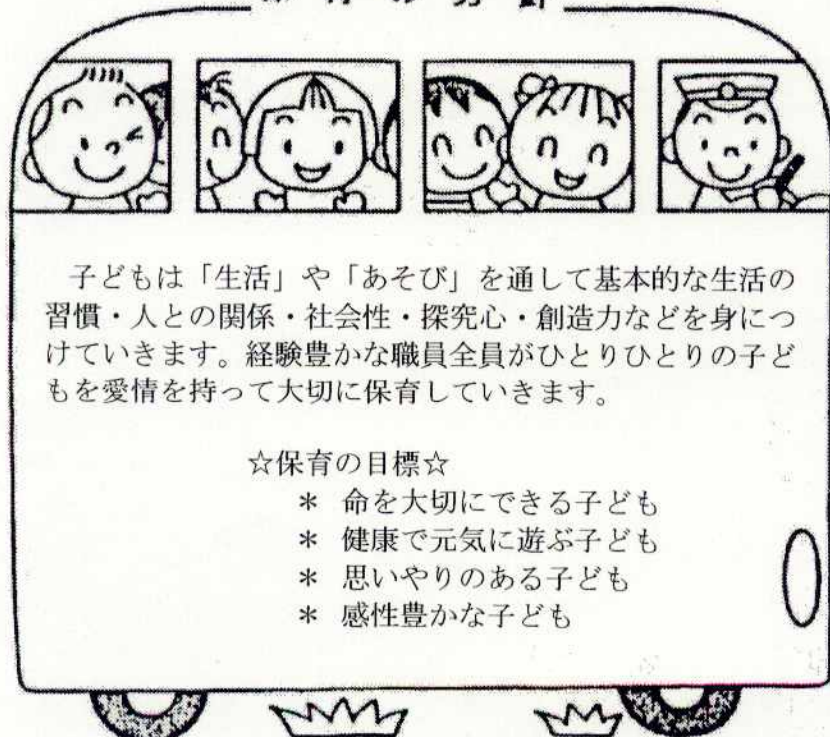 子どもは「生活」や「あそび」を通して基本的な生活の
習慣・人との関係・社会性・探究心・創造力などを身につ
けていきます。経験豊かな職員全員がひとりひとりの子ど
もを愛情を持って大切に保育していきます。
☆保育の目標☆
＊ 命を大切にできる子ども
＊ 健康で元気に遊ぶ子ども
＊ 思いやりのある子ども
＊ 感性豊かな子ども